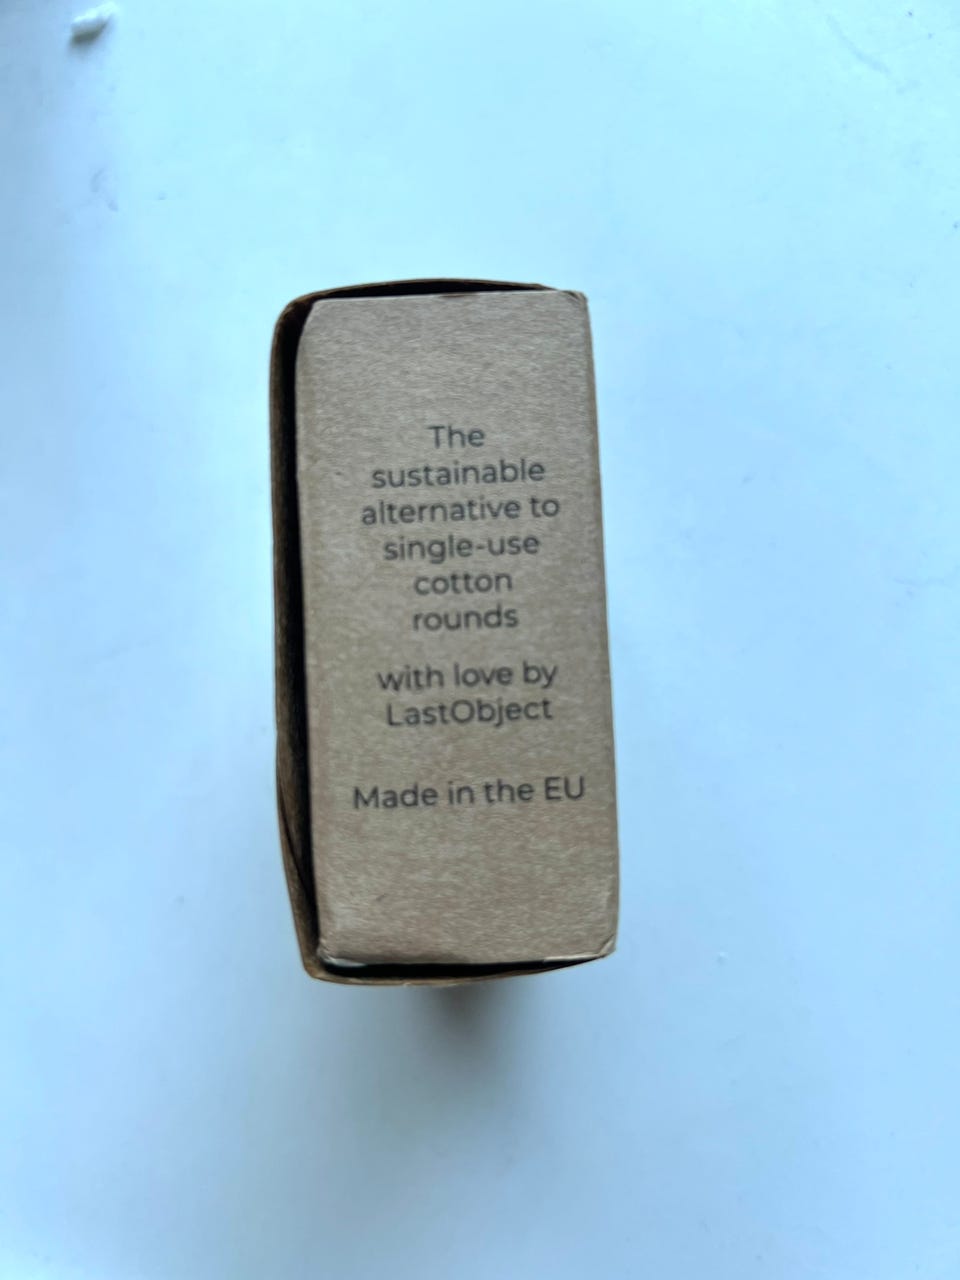 The
sustainable
alternative to
single-use
cotton
rounds
with love by
LastObject
Made in the EU